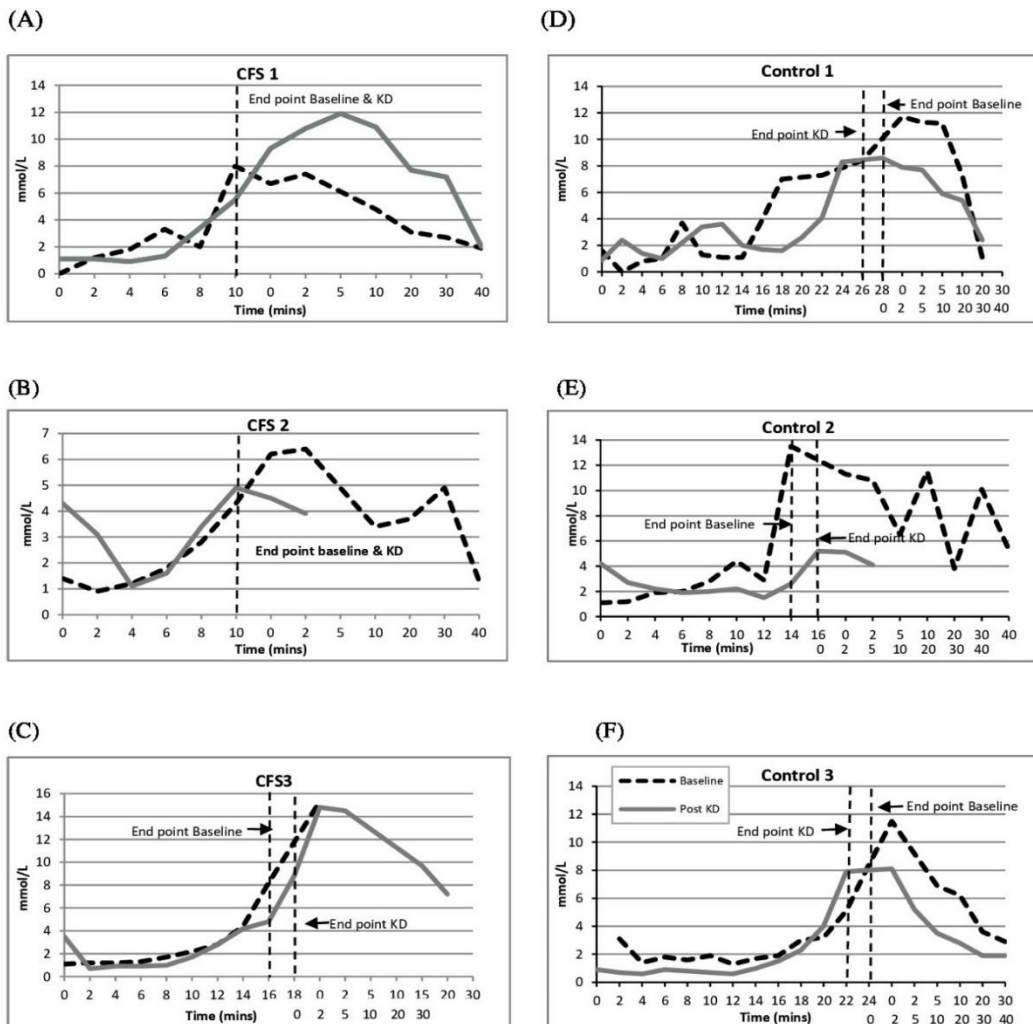 (A)
CFS 1
End point Baseline & KD
14
12
10
8
6
4
2
0
mmol/L
0 2 4 6 8 10 0 2 5 10 20 30 40
Time (mins)
(D)
Control 1
End point Baseline
End point KD
14
12
10
8
6
4
2
0
mmol/L
0 2 4 6 8 10 12 14 16 18 20 22 24 26 28 0 2 5 10 20 30
Time (mins) 0 2 5 10 20 30 40
(B)
CFS 2
7
6
5
4
3
2
1
0
mmol/L
End point baseline & KD
0 2 4 6 8 10 0 2 5 10 20 30 40
Time (mins)
(E)
Control 2
14
12
10
8
6
4
2
0
mmol/L
End point Baseline
End point KD
0 2 4 6 8 10 12 14 16 0 2 5 10 20 30 40
Time (mins) 0 2 5 10 20 30 40
(C)
CFS3
16
14
12
10
8
6
4
2
0
mmol/L
End point Baseline
End point KD
0 2 4 6 8 10 12 14 16 18 0 2 5 10 15 20 30
Time (mins) 0 2 5 10 20 30
(F)
Control 3
Baseline
Post KD
End point Baseline
End point KD
14
12
10
8
6
4
2
0
mmol/L
0 2 4 6 8 10 12 14 16 18 20 22 24 0 2 5 10 20 30
Time (mins) 0 2 5 10 20 30 40